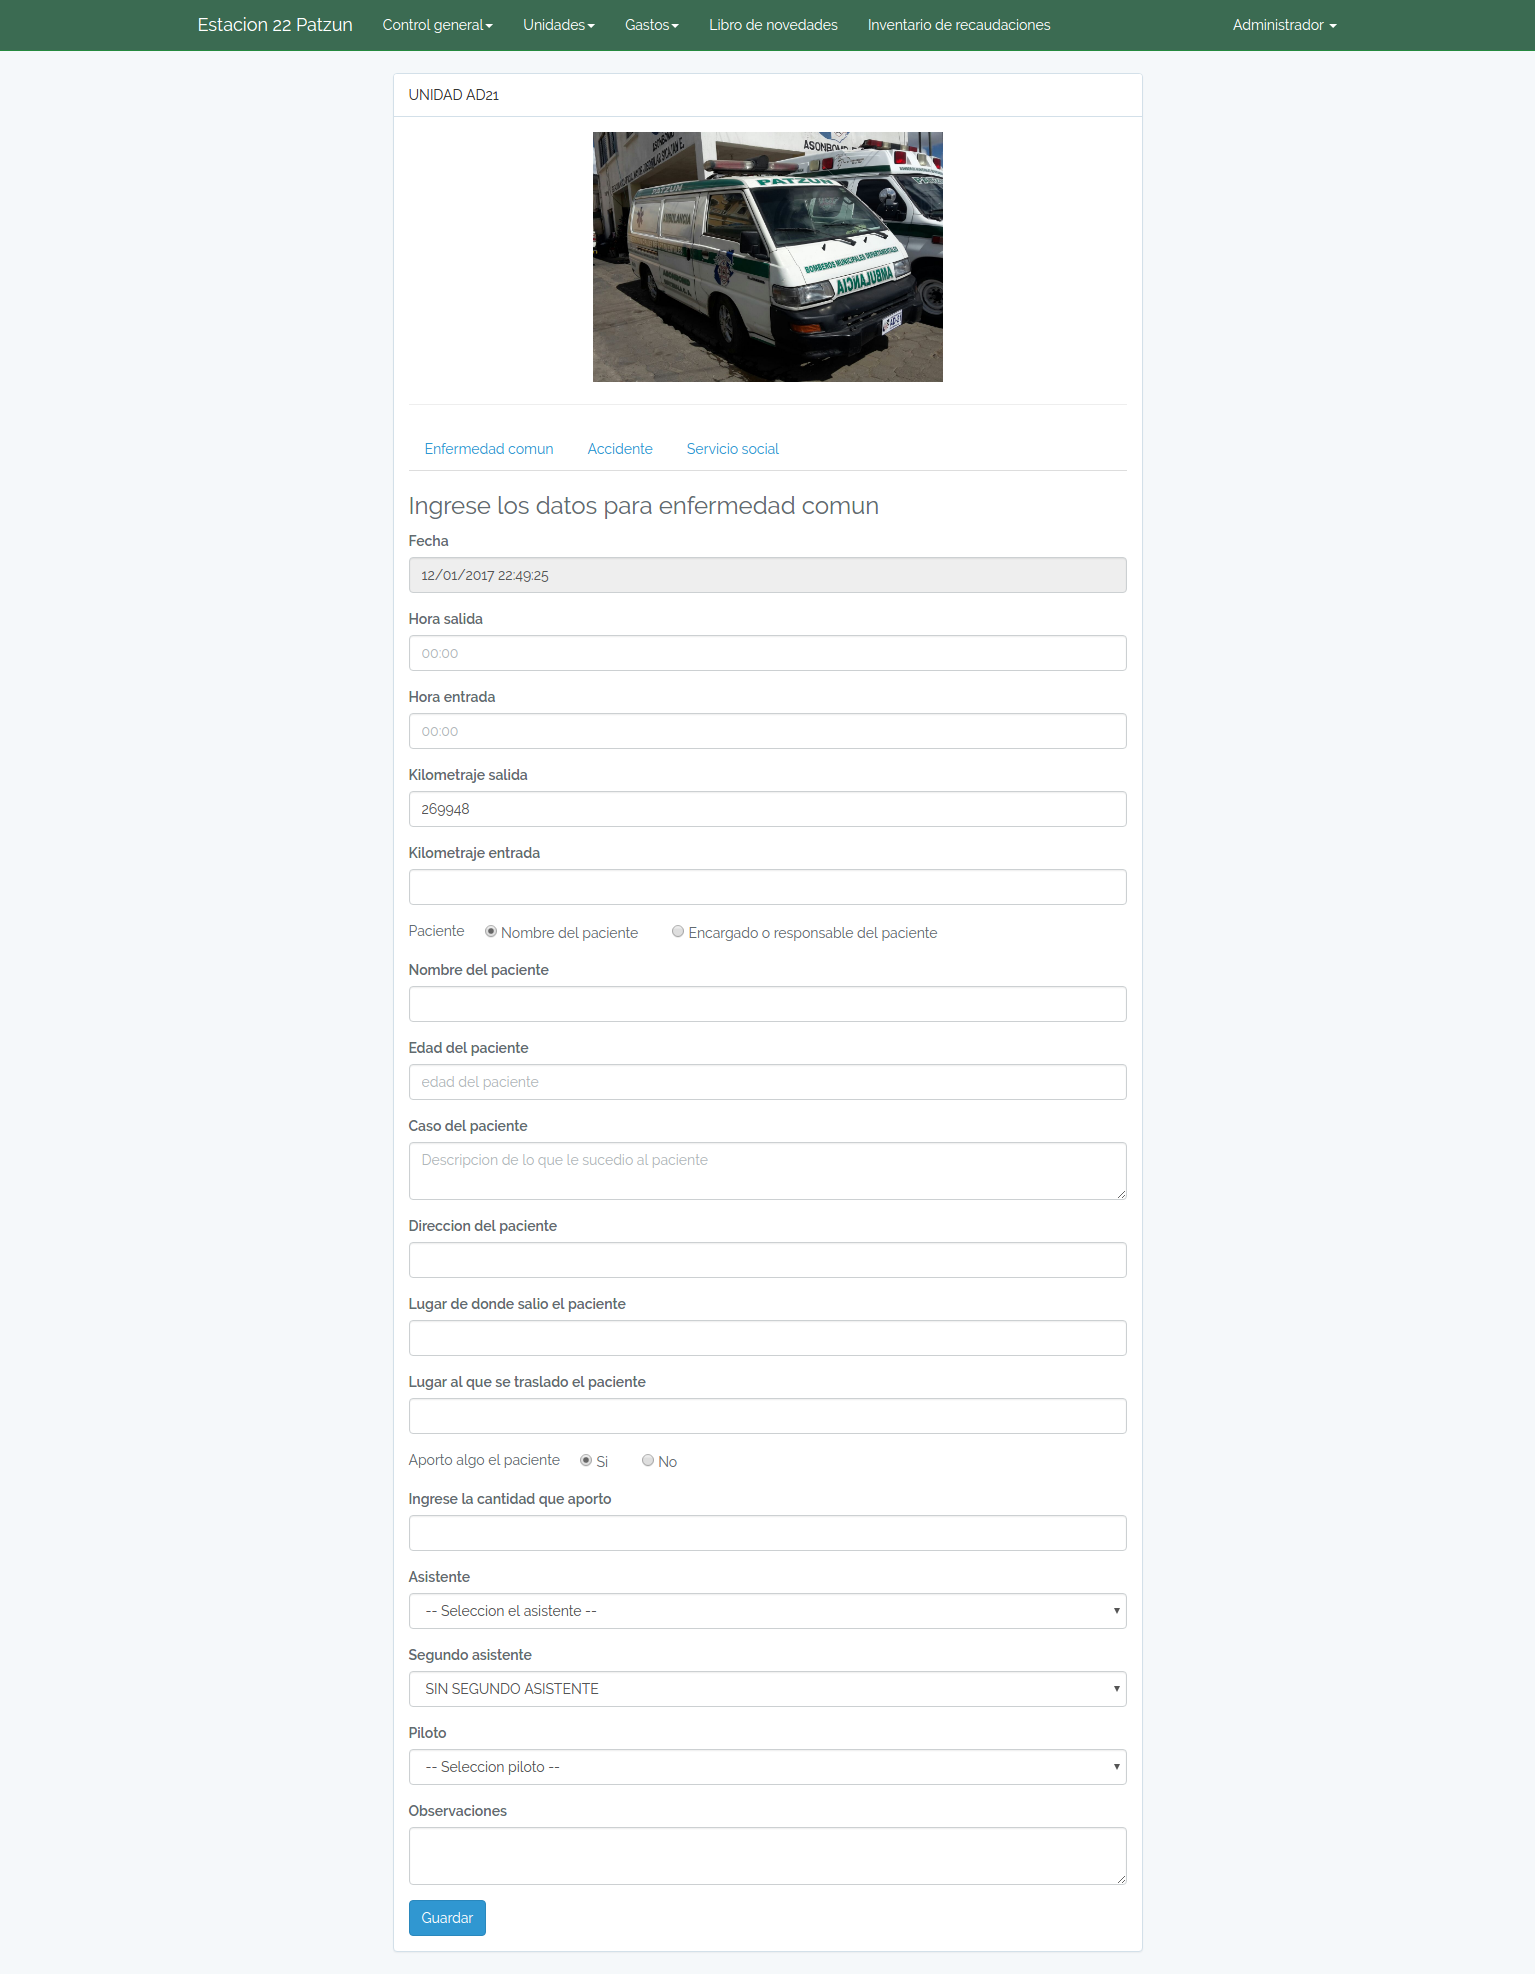 Estacion 22 Patzun
Control general
Unidades
Gastos
Libro de novedades
Inventario de recaudaciones
Administrador
UNIDAD AD21
ASONBOMD
PATZUN
PATZUN
AMBULANCIA
BOMBEROS MUNICIPALES DEPARTAMENTALES
ASONBOMD
AMBULANCIA
Enfermedad comun
Accidente
Servicio social
Ingrese los datos para enfermedad comun
Fecha
12/01/2017 22:49:25
Hora salida
00:00
Hora entrada
00:00
Kilometraje salida
269948
Kilometraje entrada
Paciente Nombre del paciente Encargado o responsable del paciente
Nombre del paciente
Edad del paciente
edad del paciente
Caso del paciente
Descripcion de lo que le sucedio al paciente
Direccion del paciente
Lugar de donde salio el paciente
Lugar al que se traslado el paciente
Aporto algo el paciente Si No
Ingrese la cantidad que aporto
Asistente
-- Seleccion el asistente --
Segundo asistente
SIN SEGUNDO ASISTENTE
Piloto
-- Seleccion piloto --
Observaciones
Guardar